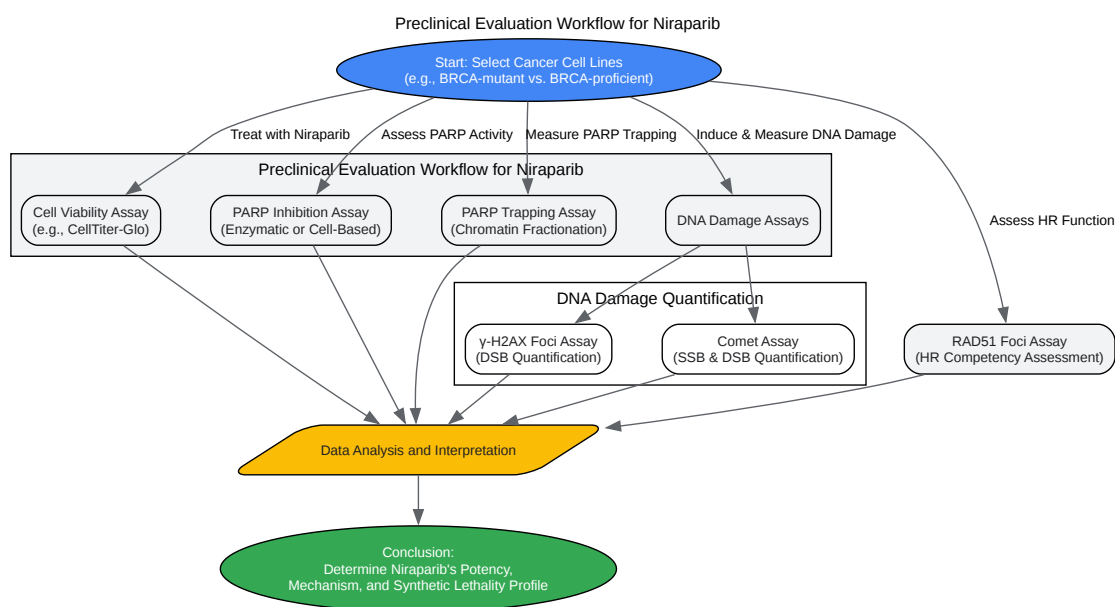 Preclinical Evaluation Workflow for Niraparib
Start: Select Cancer Cell Lines
(e.g., BRCA-mutant vs. BRCA-proficient)
Treat with Niraparib
Assess PARP Activity
Measure PARP Trapping
Induce & Measure DNA Damage
Preclinical Evaluation Workflow for Niraparib
Cell Viability Assay
(e.g., CellTiter-Glo)
PARP Inhibition Assay
(Enzymatic or Cell-Based)
PARP Trapping Assay
(Chromatin Fractionation)
DNA Damage Assays
Assess HR Function
DNA Damage Quantification
γ-H2AX Foci Assay
(DSB Quantification)
Comet Assay
(SSB & DSB Quantification)
RAD51 Foci Assay
(HR Competency Assessment)
Data Analysis and Interpretation
Conclusion:
Determine Niraparib's Potency,
Mechanism, and Synthetic Lethality Profile